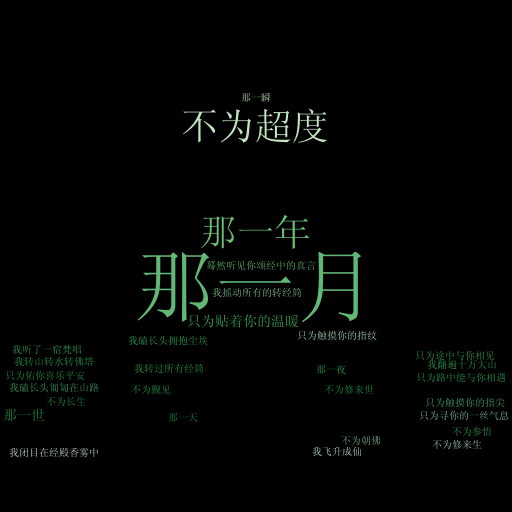 那一瞬
不为超度
那一年
那一月
蓦然听见你颂经中的真言
我摇动所有的转经筒
只为贴着你的温暖
只为触摸你的指纹
我磕长头拥抱尘埃
我听了一宿梵唱
只为途中与你相见
我转山转水转佛塔
我翻遍十万大山
我转过所有经筒
那一夜
只为佑你喜乐平安
只为路中能与你相遇
我磕长头匍匐在山路
不为觐见
不为修来世
不为长生
只为触摸你的指尖
那一世
那一天
只为寻你的一丝气息
不为参悟
不为朝佛
不为修来生
我闭目在经殿香雾中
我飞升成仙